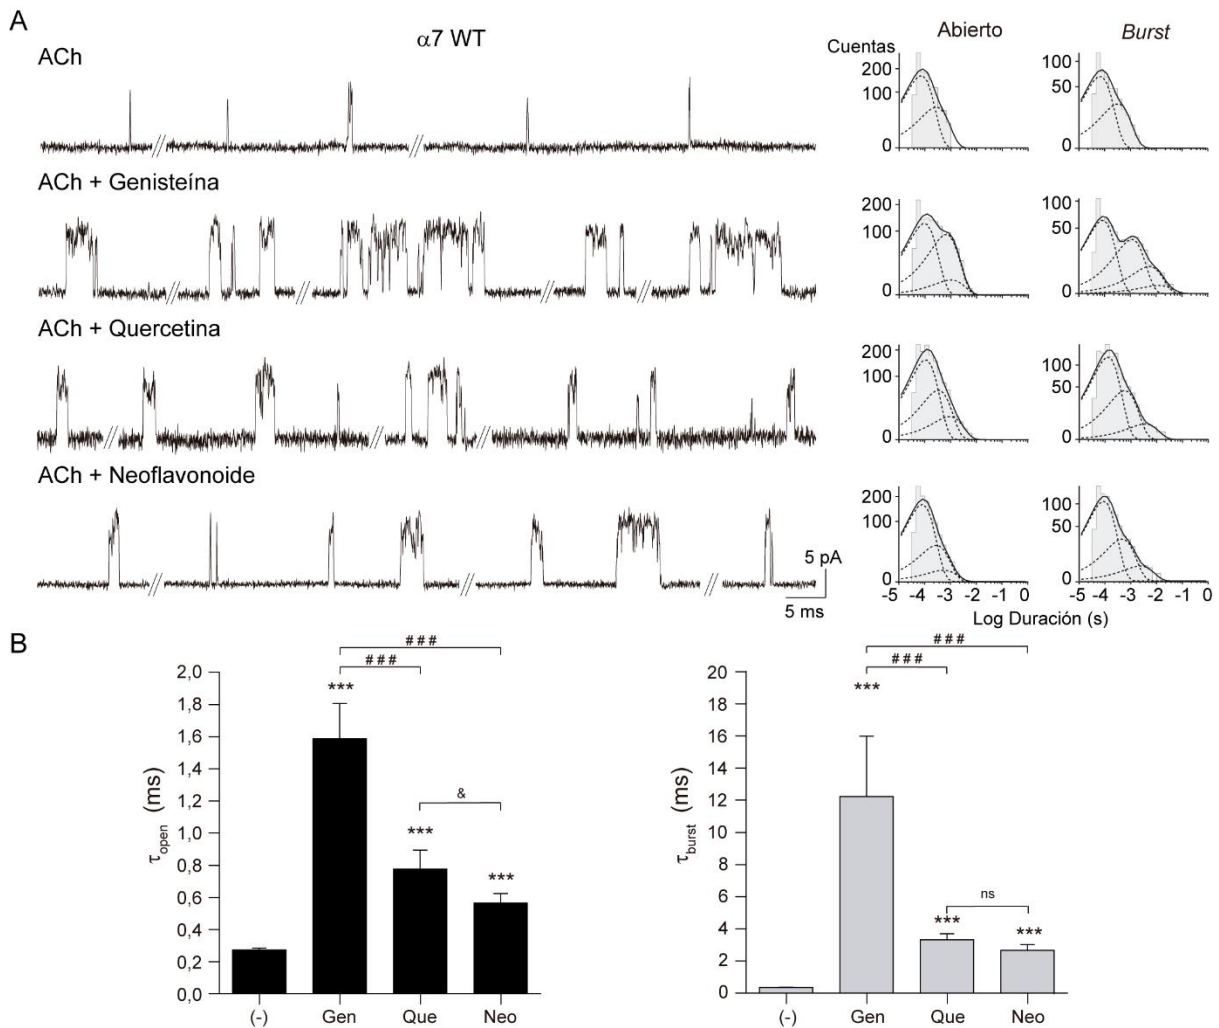 A
α7 WT
Abierto
Burst
ACh
Cuentas
200
100
0
100
50
0
ACh + Genisteína
200
100
0
100
50
0
ACh + Quercetina
200
100
0
100
50
0
ACh + Neoflavonoide
200
100
0
100
50
0
5 pA
5 ms
-5 -4 -3 -2 -1 0
-5 -4 -3 -2 -1 0
Log Duración (s)
B
τopen (ms)
2,0
1,8
1,6
1,4
1,2
1,0
0,8
0,6
0,4
0,2
0,0
# # #
# # #
***
&
***
***
(-) Gen Que Neo
τburst (ms)
20
18
16
14
12
10
8
6
4
2
0
# # #
# # #
***
ns
***
***
(-) Gen Que Neo